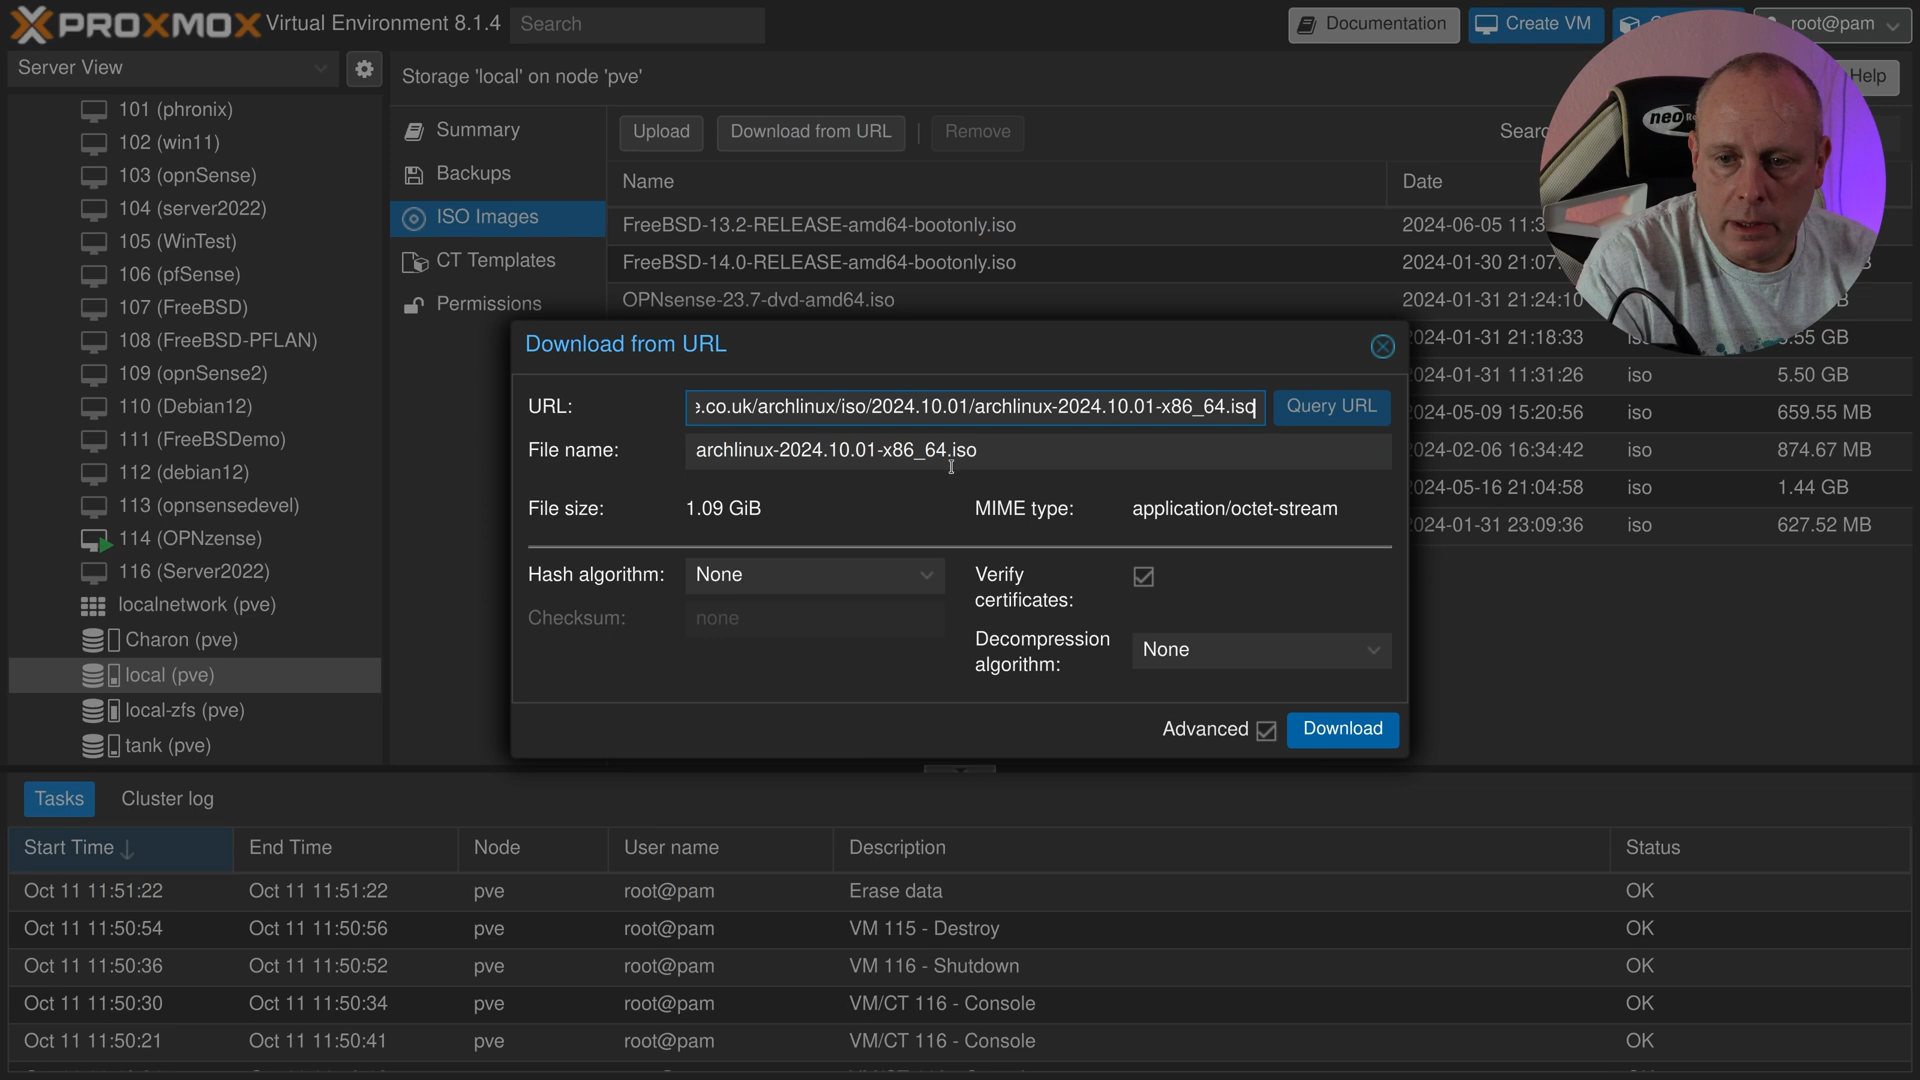 PROXMOX Virtual Environment 8.1.4 Search
Documentation Create VM root@pam
Server View
Storage 'local' on node 'pve' Help
101 (phronix)
102 (win11)
103 (opnSense)
104 (server2022)
105 (WinTest)
106 (pfSense)
107 (FreeBSD)
108 (FreeBSD-PFLAN)
109 (opnSense2)
110 (Debian12)
111 (FreeBSDemo)
112 (debian12)
113 (opnsensedevel)
114 (OPNzense)
116 (Server2022)
localnetwork (pve)
Charon (pve)
local (pve)
local-zfs (pve)
tank (pve)
Summary
Backups
ISO Images
CT Templates
Permissions
Upload Download from URL Remove
Name Date
FreeBSD-13.2-RELEASE-amd64-bootonly.iso
FreeBSD-14.0-RELEASE-amd64-bootonly.iso 2024-01-30 21:07
OPNsense-23.7-dvd-amd64.iso 2024-01-31 21:24:10
2024-01-31 21:18:33
2024-01-31 11:31:26 iso 5.50 GB
2024-05-09 15:20:56 iso 659.55 MB
2024-02-06 16:34:42 iso 874.67 MB
2024-05-16 21:04:58 iso 1.44 GB
2024-01-31 23:09:36 iso 627.52 MB
neo
Download from URL
URL: .co.uk/archlinux/iso/2024.10.01/archlinux-2024.10.01-x86_64.iso Query URL
File name: archlinux-2024.10.01-x86_64.iso
File size: 1.09 GiB MIME type: application/octet-stream
Hash algorithm: None Verify
certificates:
Checksum: none
Decompression
algorithm: None
Advanced Download
Tasks Cluster log
Start Time End Time Node User name Description Status
Oct 11 11:51:22 Oct 11 11:51:22 pve root@pam Erase data OK
Oct 11 11:50:54 Oct 11 11:50:56 pve root@pam VM 115 - Destroy OK
Oct 11 11:50:36 Oct 11 11:50:52 pve root@pam VM 116 - Shutdown OK
Oct 11 11:50:30 Oct 11 11:50:34 pve root@pam VM/CT 116 - Console OK
Oct 11 11:50:21 Oct 11 11:50:41 pve root@pam VM/CT 116 - Console OK